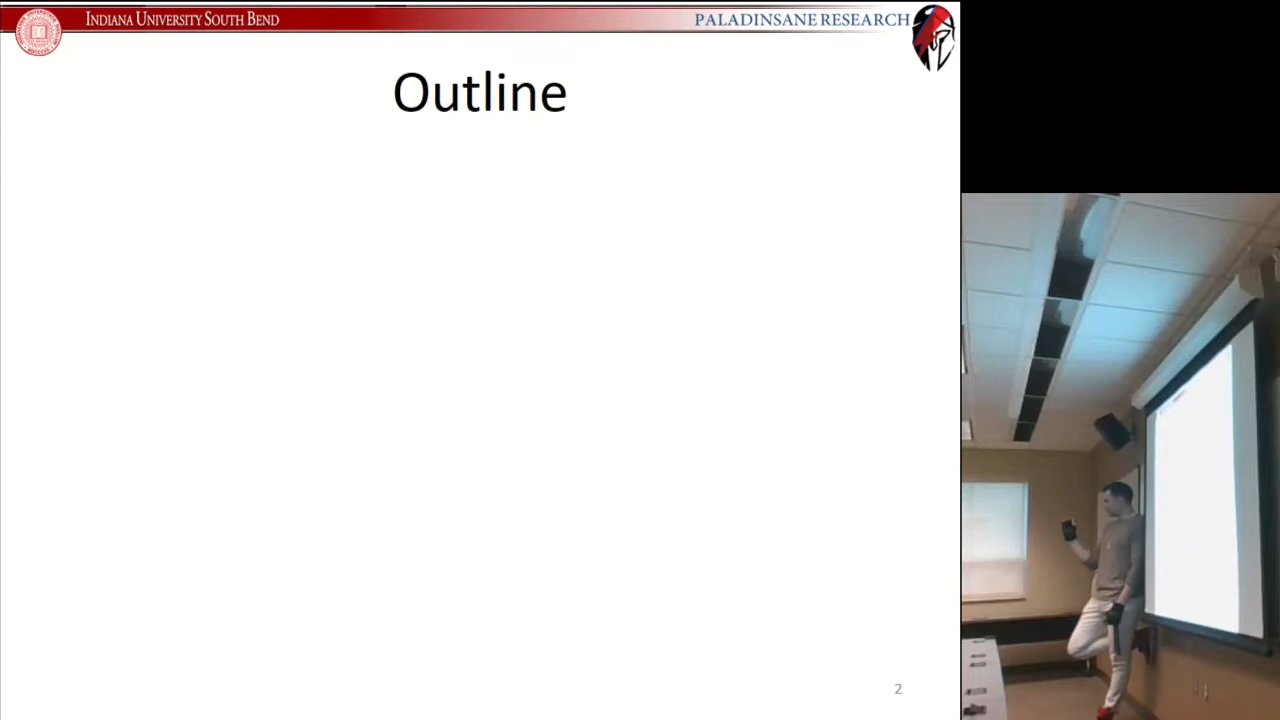 INDIANA UNIVERSITY SOUTH BEND
PALADINSANE RESEARCH
Outline
2